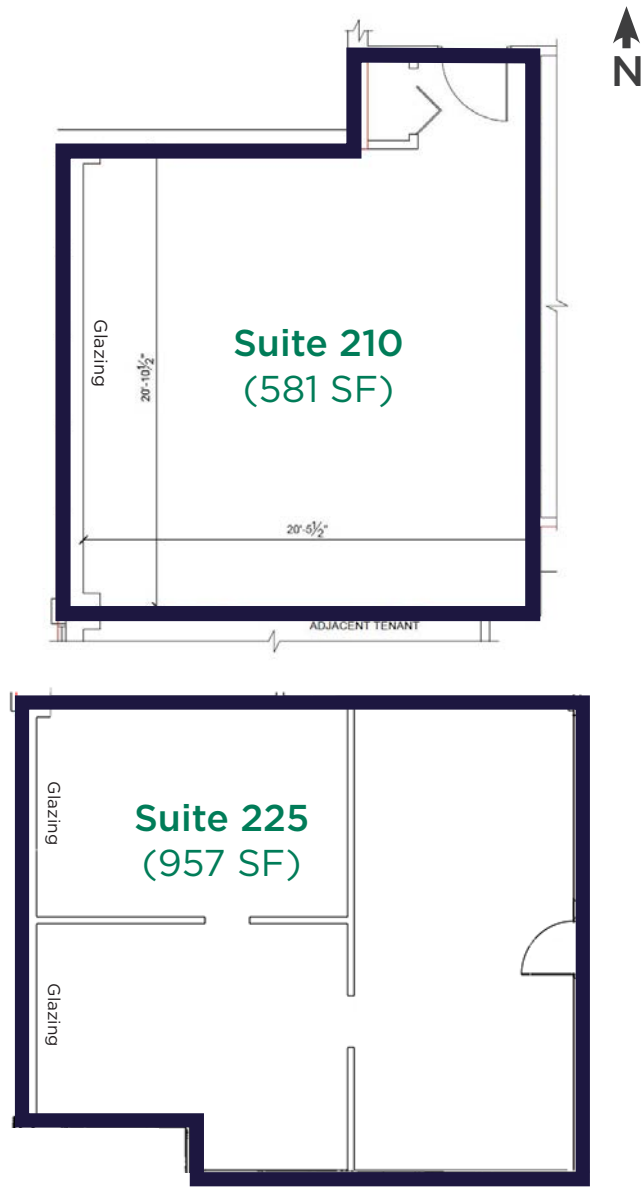 N
Suite 210
(581 SF)
Glazing
20'-10½"
20'-5½"
ADJACENT TENANT
Suite 225
(957 SF)
Glazing
Glazing